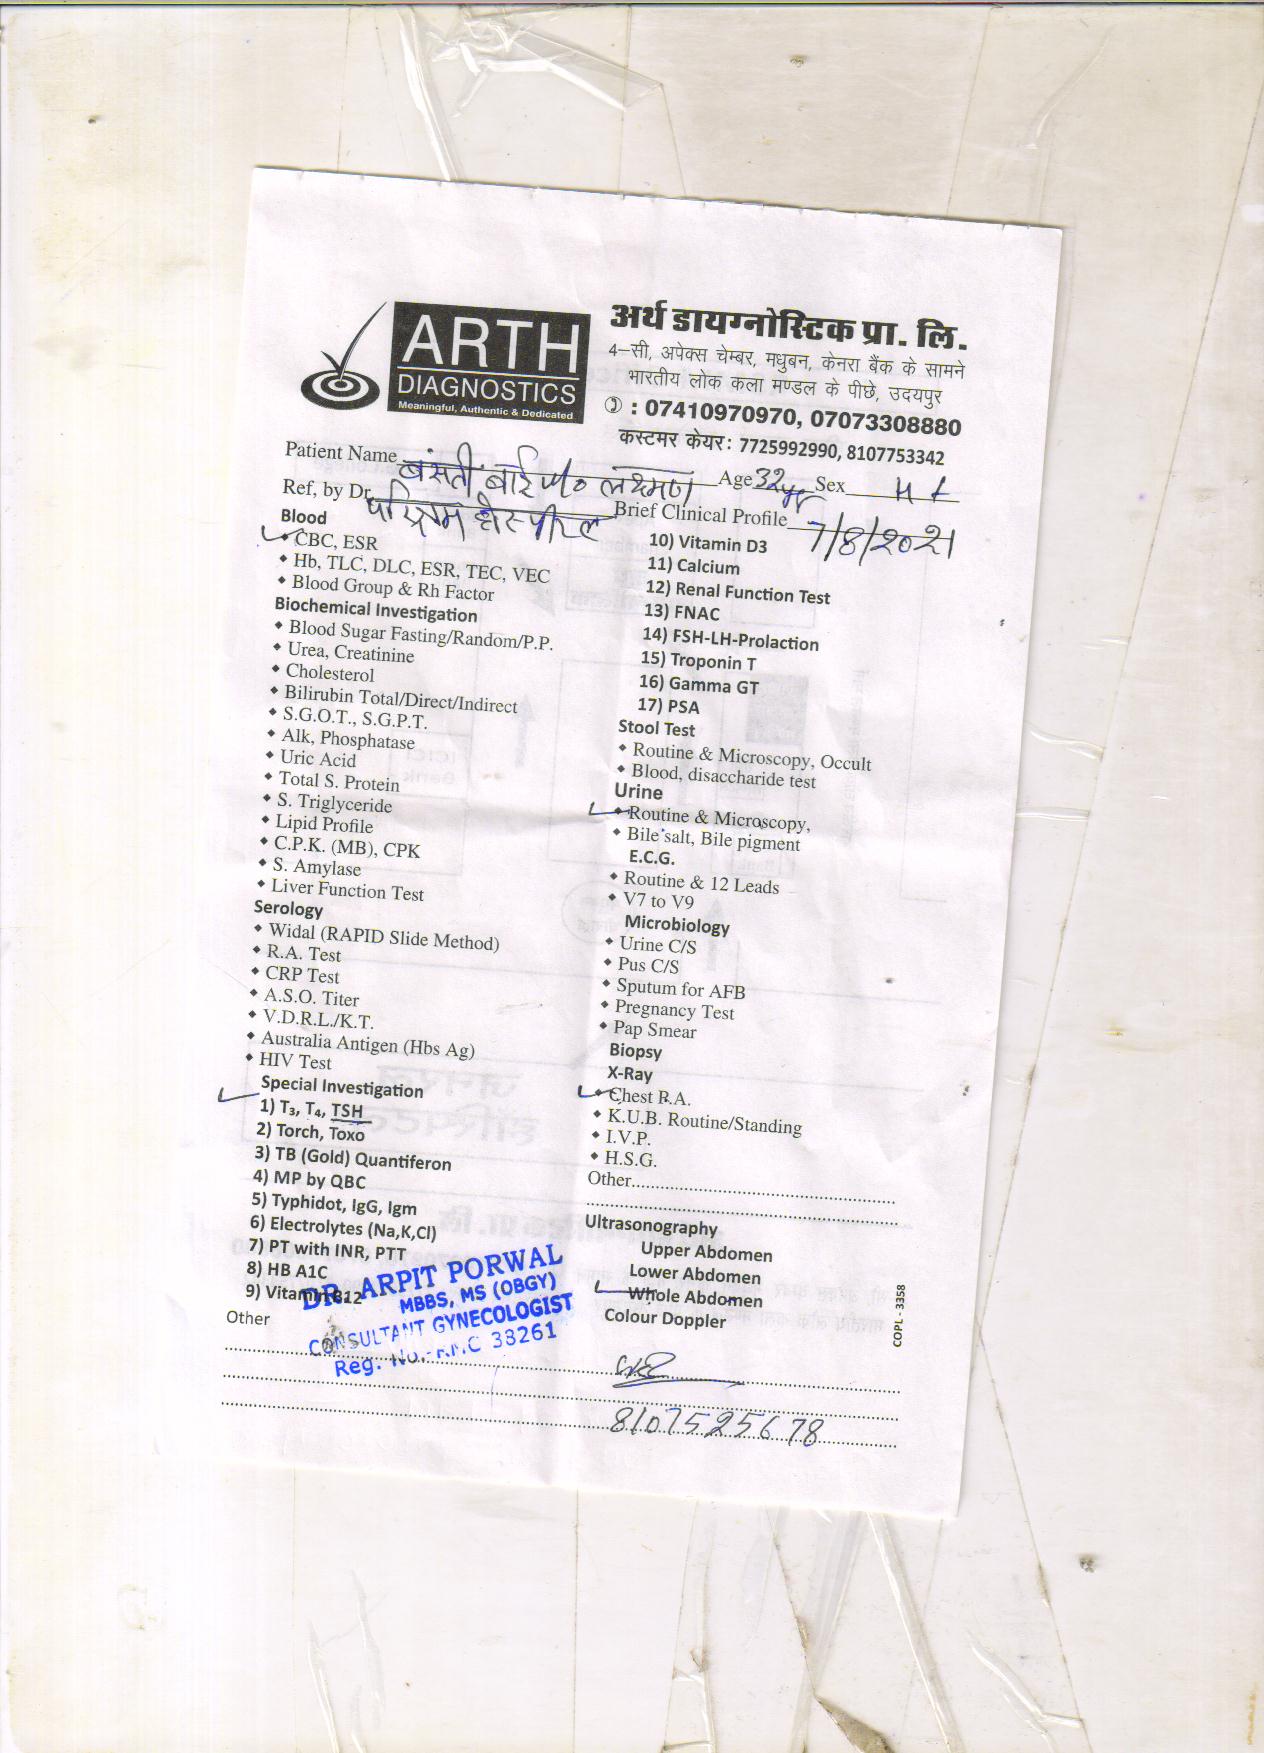 ARTH
DIAGNOSTICS
Meaningful, Authentic & Dedicated
अर्थ डायग्नोस्टिक प्रा. लि.
4–सी, अपेक्स चेम्बर, मधुबन, केनरा बैंक के सामने
भारतीय लोक कला मण्डल के पीछे, उदयपुर
: 07410970970, 07073308880
कस्टमर केयर: 7725992990, 8107753342
Patient Name बंसती बाई w/o लक्ष्मण Age 32 yr Sex
Ref, by Dr. हॉस्पीटल Brief Clinical Profile 7/8/2021
Blood
CBC, ESR
Hb, TLC, DLC, ESR, TEC, VEC
Blood Group & Rh Factor
Biochemical Investigation
Blood Sugar Fasting/Random/P.P.
Urea, Creatinine
Cholesterol
Bilirubin Total/Direct/Indirect
S.G.O.T., S.G.P.T.
Alk, Phosphatase
Uric Acid
Total S. Protein
S. Triglyceride
Lipid Profile
C.P.K. (MB), CPK
S. Amylase
Liver Function Test
Serology
Widal (RAPID Slide Method)
R.A. Test
CRP Test
A.S.O. Titer
V.D.R.L./K.T.
Australia Antigen (Hbs Ag)
HIV Test
Special Investigation
1) T₃, T₄, TSH
2) Torch, Toxo
3) TB (Gold) Quantiferon
4) MP by QBC
5) Typhidot, IgG, Igm
6) Electrolytes (Na,K,Cl)
7) PT with INR, PTT
8) HB A1C
9) Vitamin B12
Other
10) Vitamin D3
11) Calcium
12) Renal Function Test
13) FNAC
14) FSH-LH-Prolaction
15) Troponin T
16) Gamma GT
17) PSA
Stool Test
Routine & Microscopy, Occult
Blood, disaccharide test
Urine
Routine & Microscopy,
Bile salt, Bile pigment
E.C.G.
Routine & 12 Leads
V7 to V9
Microbiology
Urine C/S
Pus C/S
Sputum for AFB
Pregnancy Test
Pap Smear
Biopsy
X-Ray
Chest P.A.
K.U.B. Routine/Standing
I.V.P.
H.S.G.
Other
Ultrasonography
Upper Abdomen
Lower Abdomen
Whole Abdomen
Colour Doppler
COPL - 3358
DR. ARPIT PORWAL
MBBS, MS (OBGY)
CONSULTANT GYNECOLOGIST
Reg. No.-RMC 38261
8107525678